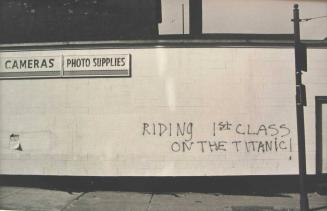 CAMERAS PHOTO SUPPLIES
RIDING 1st CLASS
ON THE TITANIC!